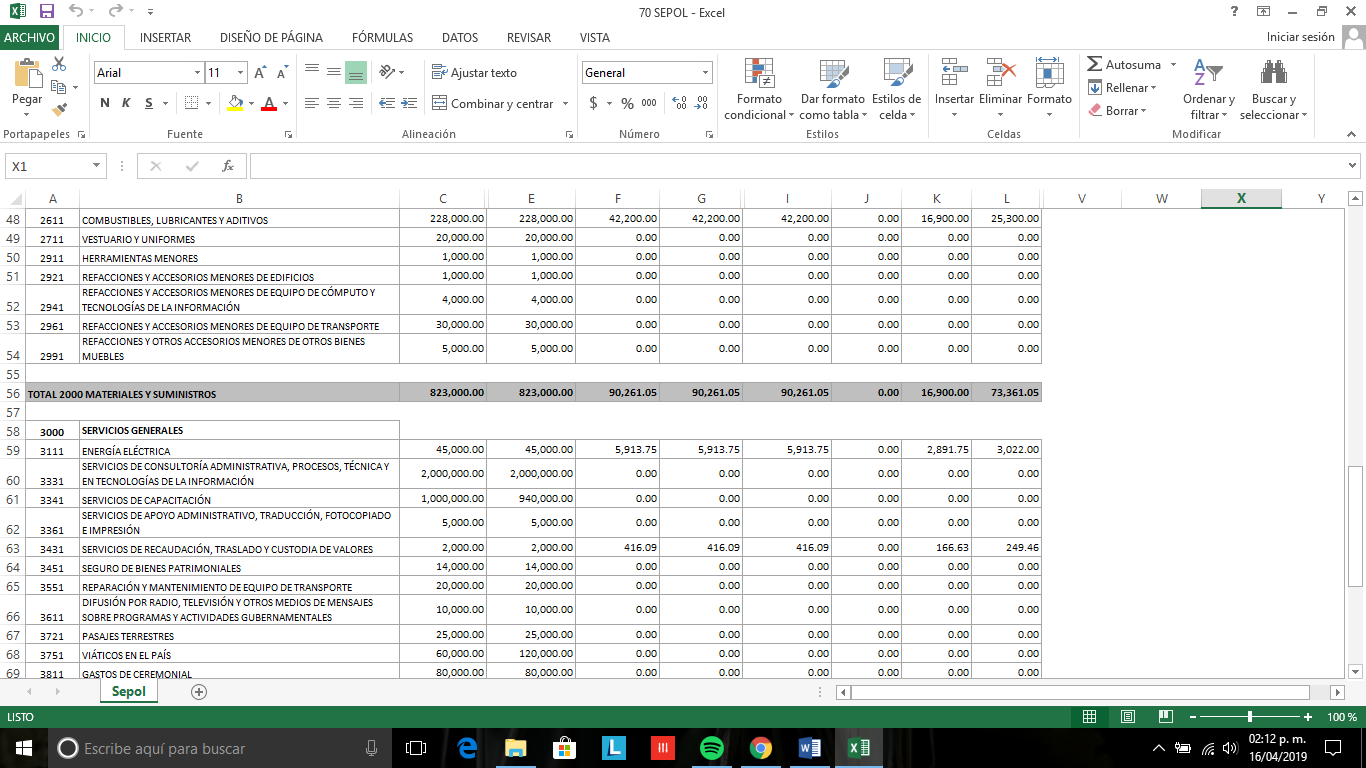 70 SEPOL - Excel
?
ARCHIVO INICIO INSERTAR DISEÑO DE PÁGINA FÓRMULAS DATOS REVISAR VISTA Iniciar sesión
Pegar
Arial 11 A A
N K S A
Ajustar texto
Combinar y centrar
General
$ % 000
Formato condicional
Dar formato como tabla
Estilos de celda
Insertar Eliminar Formato
Autosuma
Rellenar
Borrar
Ordenar y filtrar
Buscar y seleccionar
Portapapeles Fuente Alineación Número Estilos Celdas Modificar
X1 fx
A B C E F G I J K L V W X Y
48 2611 COMBUSTIBLES, LUBRICANTES Y ADITIVOS 228,000.00 228,000.00 42,200.00 42,200.00 42,200.00 0.00 16,900.00 25,300.00
49 2711 VESTUARIO Y UNIFORMES 20,000.00 20,000.00 0.00 0.00 0.00 0.00 0.00 0.00
50 2911 HERRAMIENTAS MENORES 1,000.00 1,000.00 0.00 0.00 0.00 0.00 0.00 0.00
51 2921 REFACCIONES Y ACCESORIOS MENORES DE EDIFICIOS 1,000.00 1,000.00 0.00 0.00 0.00 0.00 0.00 0.00
REFACCIONES Y ACCESORIOS MENORES DE EQUIPO DE CÓMPUTO Y
52 2941 TECNOLOGÍAS DE LA INFORMACIÓN 4,000.00 4,000.00 0.00 0.00 0.00 0.00 0.00 0.00
53 2961 REFACCIONES Y ACCESORIOS MENORES DE EQUIPO DE TRANSPORTE 30,000.00 30,000.00 0.00 0.00 0.00 0.00 0.00 0.00
REFACCIONES Y OTROS ACCESORIOS MENORES DE OTROS BIENES
54 2991 MUEBLES 5,000.00 5,000.00 0.00 0.00 0.00 0.00 0.00 0.00
55
56 TOTAL 2000 MATERIALES Y SUMINISTROS 823,000.00 823,000.00 90,261.05 90,261.05 90,261.05 0.00 16,900.00 73,361.05
57
58 3000 SERVICIOS GENERALES
59 3111 ENERGÍA ELÉCTRICA 45,000.00 45,000.00 5,913.75 5,913.75 5,913.75 0.00 2,891.75 3,022.00
SERVICIOS DE CONSULTORÍA ADMINISTRATIVA, PROCESOS, TÉCNICA Y
60 3331 EN TECNOLOGÍAS DE LA INFORMACIÓN 2,000,000.00 2,000,000.00 0.00 0.00 0.00 0.00 0.00 0.00
61 3341 SERVICIOS DE CAPACITACIÓN 1,000,000.00 940,000.00 0.00 0.00 0.00 0.00 0.00 0.00
SERVICIOS DE APOYO ADMINISTRATIVO, TRADUCCIÓN, FOTOCOPIADO
62 3361 E IMPRESIÓN 5,000.00 5,000.00 0.00 0.00 0.00 0.00 0.00 0.00
63 3431 SERVICIOS DE RECAUDACIÓN, TRASLADO Y CUSTODIA DE VALORES 2,000.00 2,000.00 416.09 416.09 416.09 0.00 166.63 249.46
64 3451 SEGURO DE BIENES PATRIMONIALES 14,000.00 14,000.00 0.00 0.00 0.00 0.00 0.00 0.00
65 3551 REPARACIÓN Y MANTENIMIENTO DE EQUIPO DE TRANSPORTE 20,000.00 20,000.00 0.00 0.00 0.00 0.00 0.00 0.00
DIFUSIÓN POR RADIO, TELEVISIÓN Y OTROS MEDIOS DE MENSAJES
66 3611 SOBRE PROGRAMAS Y ACTIVIDADES GUBERNAMENTALES 10,000.00 10,000.00 0.00 0.00 0.00 0.00 0.00 0.00
67 3721 PASAJES TERRESTRES 25,000.00 25,000.00 0.00 0.00 0.00 0.00 0.00 0.00
68 3751 VIÁTICOS EN EL PAÍS 60,000.00 120,000.00 0.00 0.00 0.00 0.00 0.00 0.00
69 3811 GASTOS DE CEREMONIAL 80,000.00 80,000.00 0.00 0.00 0.00 0.00 0.00 0.00
Sepol
LISTO 100 %
Escribe aquí para buscar
02:12 p. m.
16/04/2019